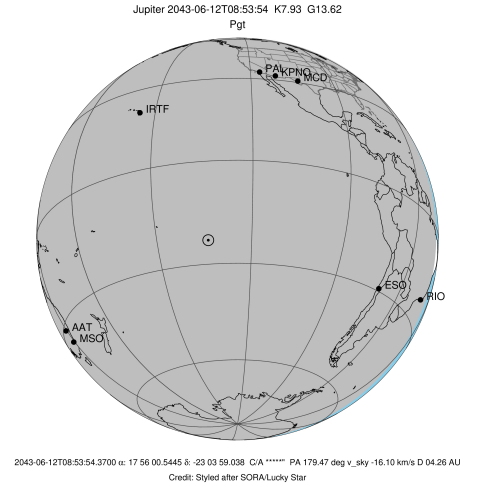 Jupiter 2043-06-12T08:53:54 K7.93 G13.62
Pgt
PAL
KPNO
MCD
IRTF
ESO
RIO
AAT
MSO
2043-06-12T08:53:54.3700 α: 17 56 00.5445 δ: -23 03 59.038 C/A *****" PA 179.47 deg v_sky -16.10 km/s D 04.26 AU
Credit: Styled after SORA/Lucky Star